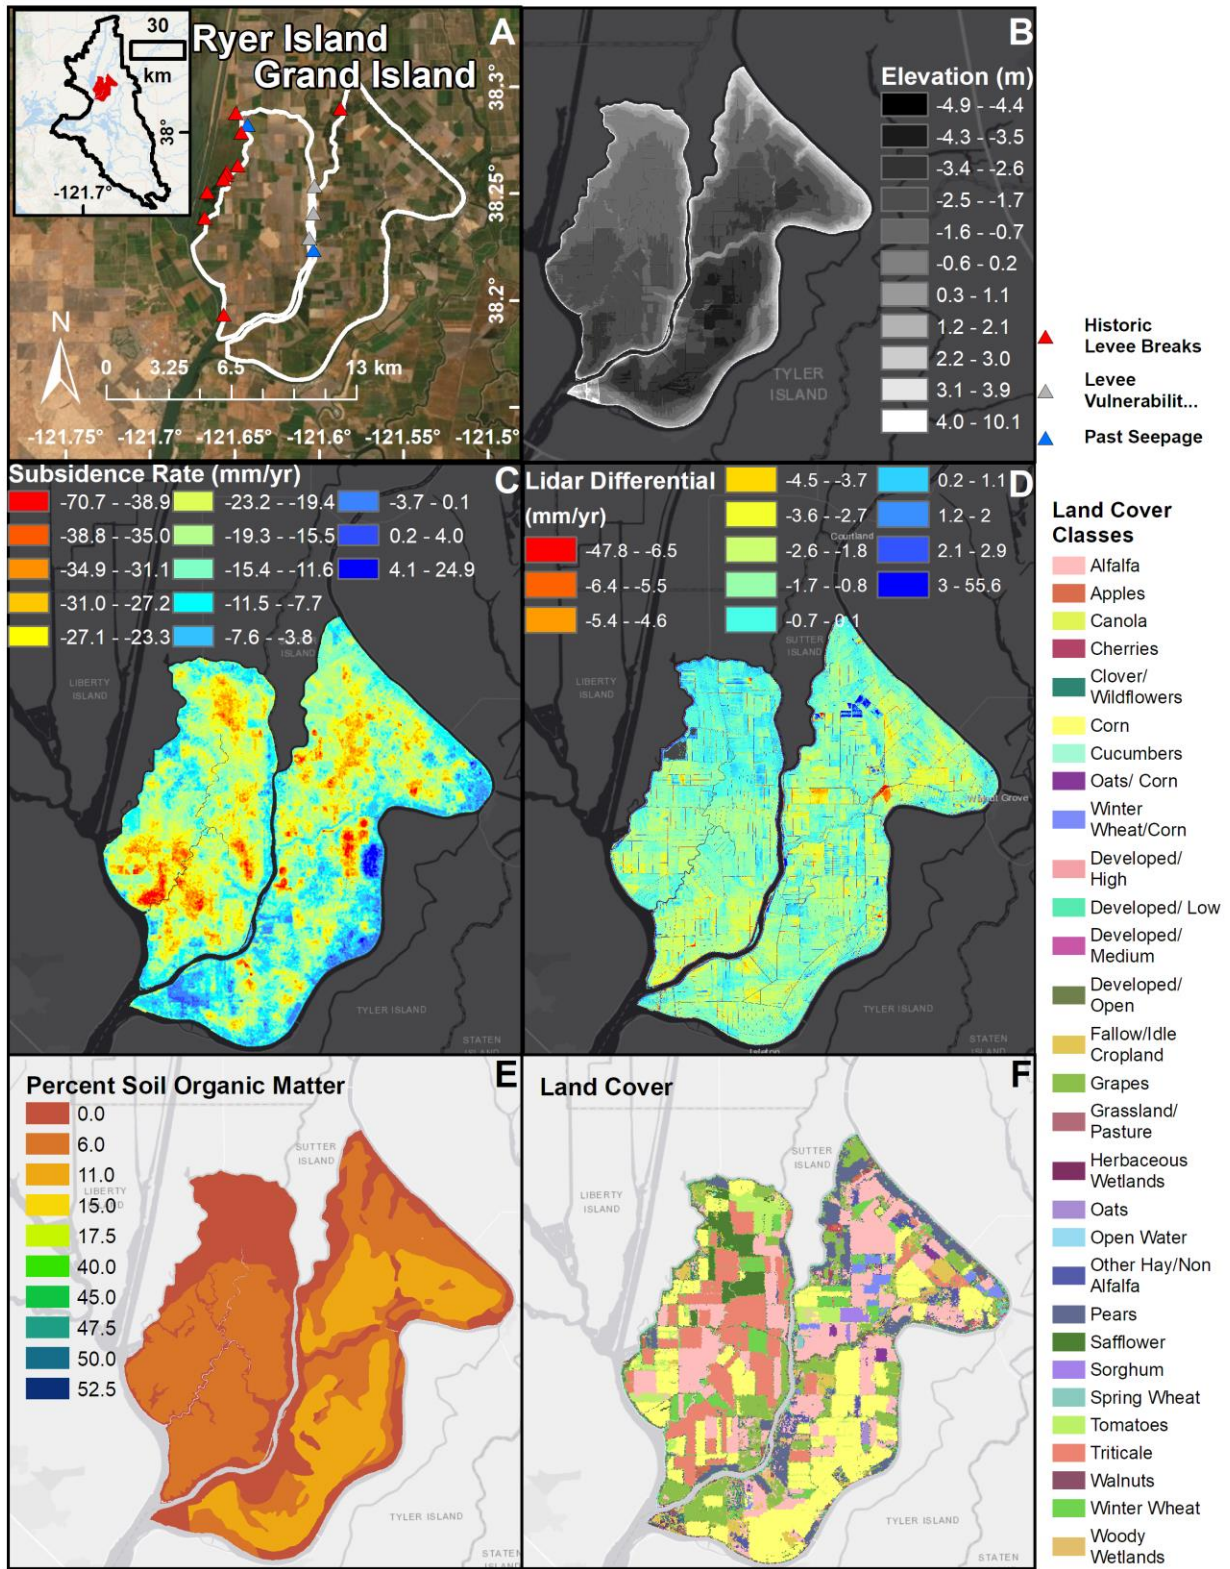 30
km
38°
-121.7°
Ryer Island
Grand Island
A
38.3°
38.25°
38.2°
N
0 3.25 6.5 13 km
-121.75° -121.7° -121.65° -121.6° -121.55° -121.5°
B
Elevation (m)
-4.9 - -4.4
-4.3 - -3.5
-3.4 - -2.6
-2.5 - -1.7
-1.6 - -0.7
-0.6 - 0.2
0.3 - 1.1
1.2 - 2.1
2.2 - 3.0
3.1 - 3.9
4.0 - 10.1
TYLER
ISLAND
Historic
Levee Breaks
Levee
Vulnerabilit...
Past Seepage
Subsidence Rate (mm/yr)
C
-70.7 - -38.9
-38.8 - -35.0
-34.9 - -31.1
-31.0 - -27.2
-27.1 - -23.3
-23.2 - -19.4
-19.3 - -15.5
-15.4 - -11.6
-11.5 - -7.7
-7.6 - -3.8
-3.7 - 0.1
0.2 - 4.0
4.1 - 24.9
LIBERTY
ISLAND
ISLAND
TYLER ISLAND
STATEN
Lidar Differential
(mm/yr)
D
-47.8 - -6.5
-6.4 - -5.5
-5.4 - -4.6
-4.5 - -3.7
-3.6 - -2.7
-2.6 - -1.8
-1.7 - -0.8
-0.7 - 0.1
0.2 - 1.1
1.2 - 2
2.1 - 2.9
3 - 55.6
Courtland
SUTTER
ISLAND
LIBERTY
ISLAND
Walnut Grove
TYLER ISLAND
STATEN
ISLAND
Percent Soil Organic Matter
E
0.0
6.0
11.0
15.0
17.5
40.0
45.0
47.5
50.0
52.5
SUTTER
ISLAND
LIBERTY
TYLER ISLAND
Land Cover
F
SUTTER
ISLAND
LIBERTY
ISLAND
TYLER ISLAND
STATEN
Land Cover
Classes
Alfalfa
Apples
Canola
Cherries
Clover/
Wildflowers
Corn
Cucumbers
Oats/ Corn
Winter
Wheat/Corn
Developed/
High
Developed/ Low
Developed/
Medium
Developed/
Open
Fallow/Idle
Cropland
Grapes
Grassland/
Pasture
Herbaceous
Wetlands
Oats
Open Water
Other Hay/Non
Alfalfa
Pears
Safflower
Sorghum
Spring Wheat
Tomatoes
Triticale
Walnuts
Winter Wheat
Woody
Wetlands